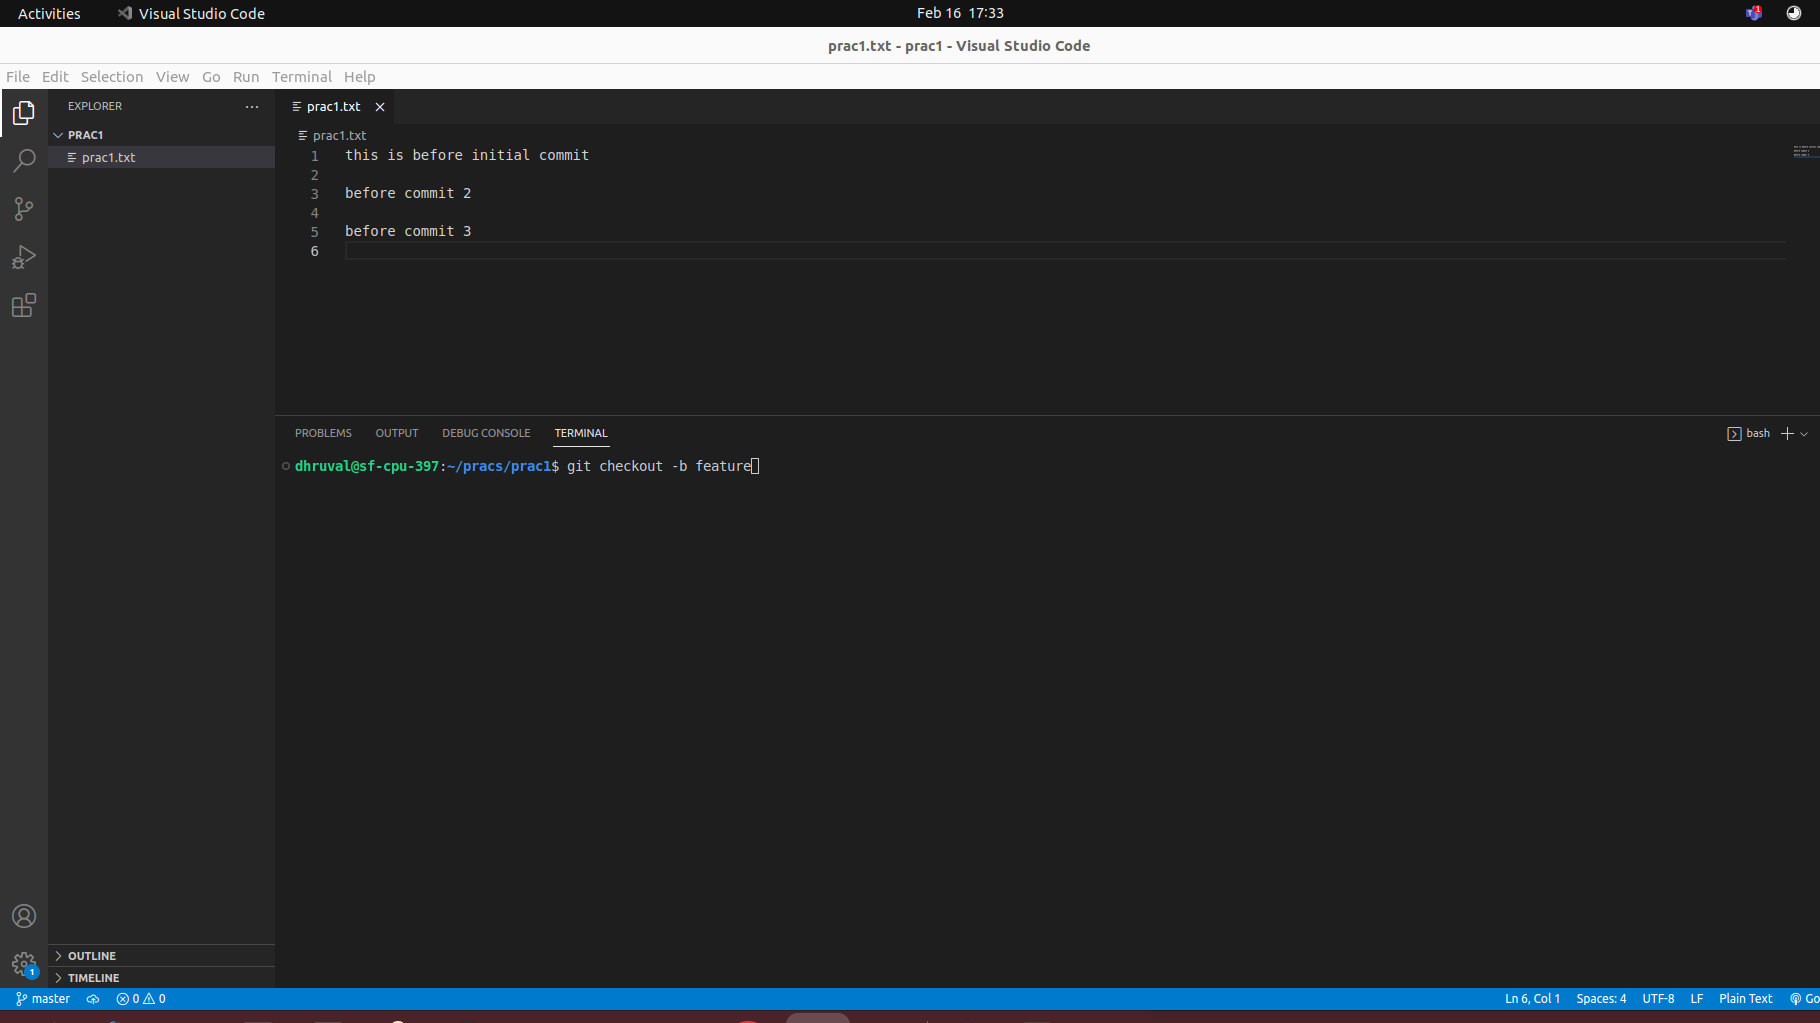 Activities
Visual Studio Code
Feb 16 17:33
1
prac1.txt - prac1 - Visual Studio Code
File Edit Selection View Go Run Terminal Help
EXPLORER
PRAC1
prac1.txt
prac1.txt
prac1.txt
1 this is before initial commit
2
3 before commit 2
4
5 before commit 3
6
PROBLEMS OUTPUT DEBUG CONSOLE TERMINAL
bash
dhruval@sf-cpu-397:~/pracs/prac1$ git checkout -b feature
OUTLINE
1
TIMELINE
master 0 0
Ln 6, Col 1 Spaces: 4 UTF-8 LF Plain Text Go